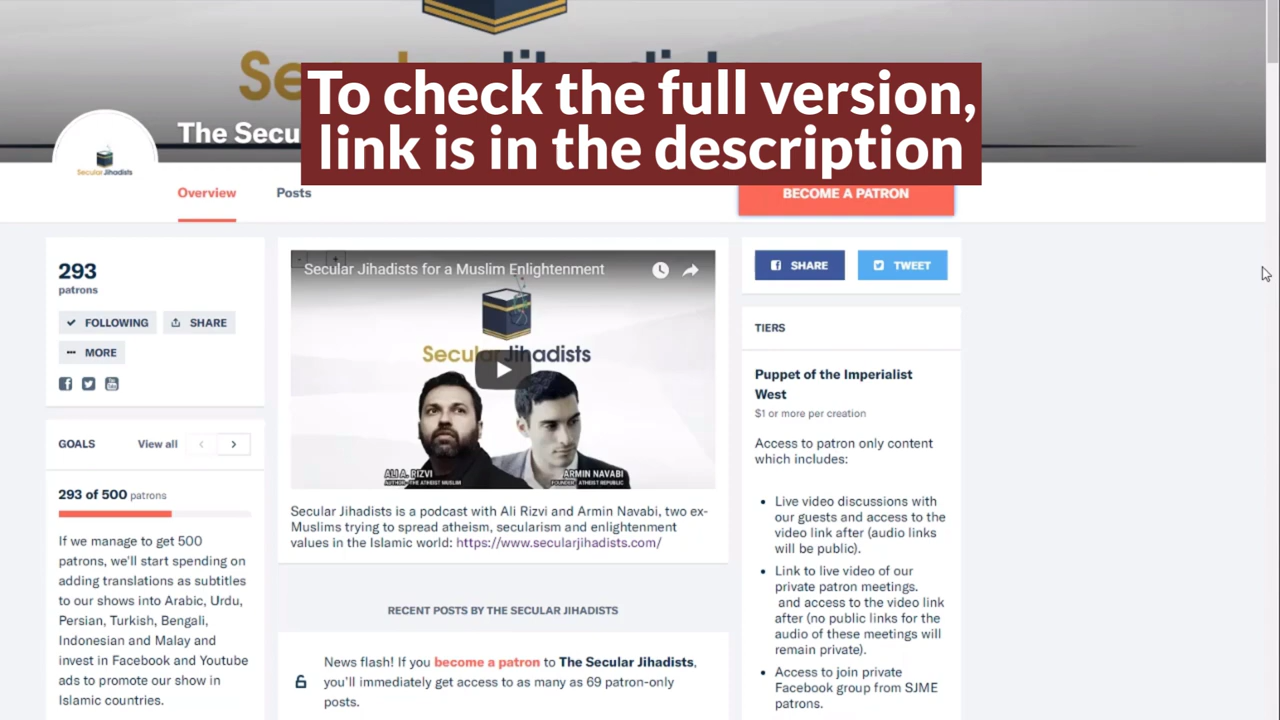 To check the full version,
link is in the description
The Secu
Secular Jihadists
Overview
Posts
BECOME A PATRON
293
patrons
FOLLOWING
SHARE
MORE
GOALS
View all
293 of 500 patrons
If we manage to get 500
patrons, we'll start spending on
adding translations as subtitles
to our shows into Arabic, Urdu,
Persian, Turkish, Bengali,
Indonesian and Malay and
invest in Facebook and Youtube
ads to promote our show in
Islamic countries.
Secular Jihadists for a Muslim Enlightenment
Secular Jihadists
ALI A. RIZVI
AUTHOR - THE ATHEIST MUSLIM
ARMIN NAVABI
FOUNDER - ATHEIST REPUBLIC
Secular Jihadists is a podcast with Ali Rizvi and Armin Navabi, two ex-
Muslims trying to spread atheism, secularism and enlightenment
values in the Islamic world: https://www.secularjihadists.com/
RECENT POSTS BY THE SECULAR JIHADISTS
News flash! If you become a patron to The Secular Jihadists,
you'll immediately get access to as many as 69 patron-only
posts.
SHARE
TWEET
TIERS
Puppet of the Imperialist
West
$1 or more per creation
Access to patron only content
which includes:
• Live video discussions with
our guests and access to the
video link after (audio links
will be public).
• Link to live video of our
private patron meetings.
and access to the video link
after (no public links for the
audio of these meetings will
remain private).
• Access to join private
Facebook group from SJME
patrons.